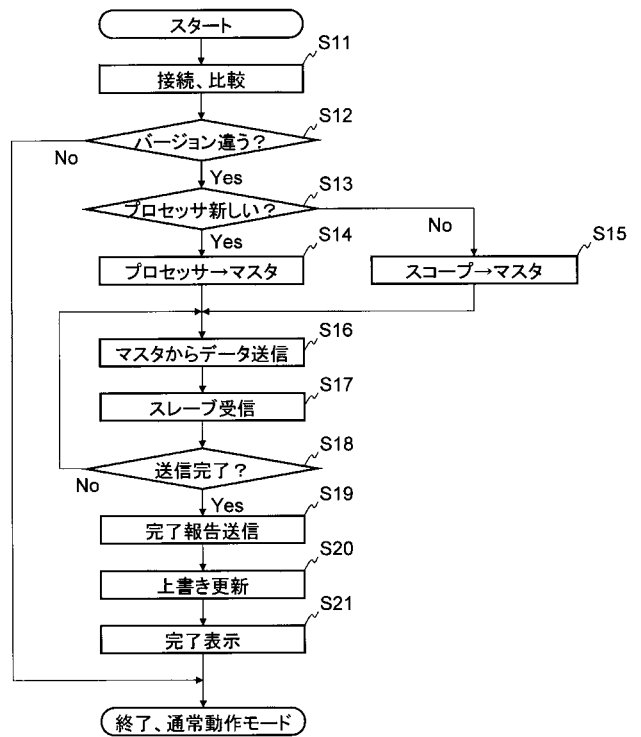 スタート
S11
接続、比較
S12
バージョン違う?
No
Yes
S13
プロセッサ新しい?
No
Yes
S14
プロセッサー→マスタ
S15
スコープ→マスタ
S16
マスタからデータ送信
S17
スレーブ受信
S18
送信完了?
No
Yes
S19
完了報告送信
S20
上書き更新
S21
完了表示
終了、通常動作モード